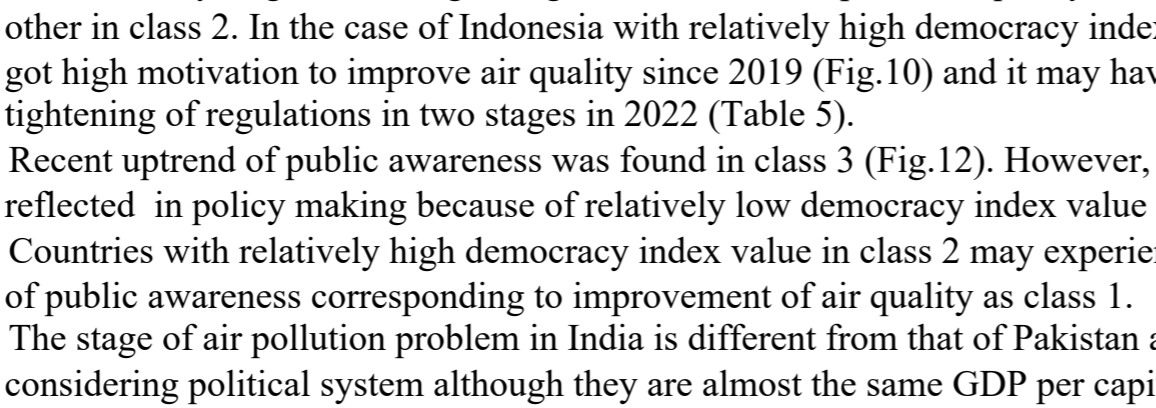 other in class 2. In the case of Indonesia with relatively high democracy
got high motivation to improve air quality since 2019 (Fig.10) and it may
tightening of regulations in two stages in 2022 (Table 5).
Recent uptrend of public awareness was found in class 3 (Fig.12). However,
reflected in policy making because of relatively low democracy index value
Countries with relatively high democracy index value in class 2 may
of public awareness corresponding to improvement of air quality as class 1.
The stage of air pollution problem in India is different from that of Pakistan
considering political system although they are almost the same GDP per